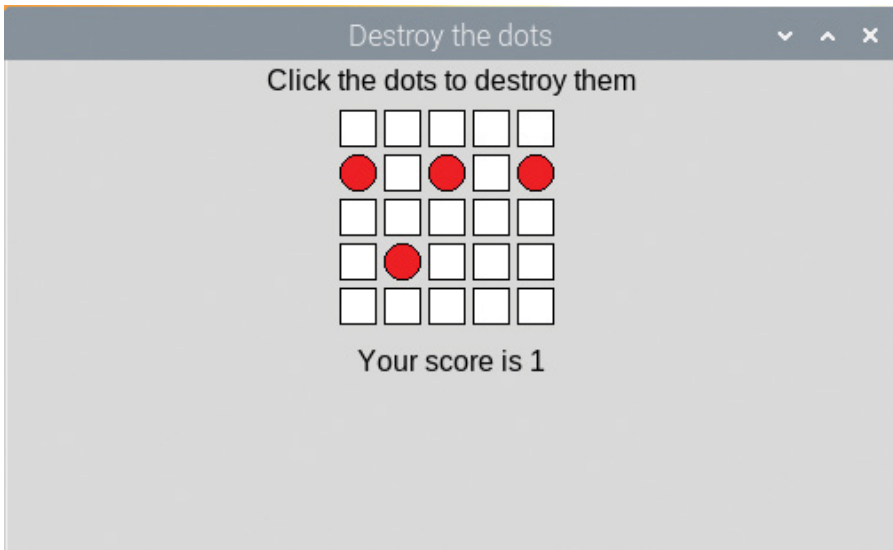 Destroy the dots
Click the dots to destroy them
Your score is 1